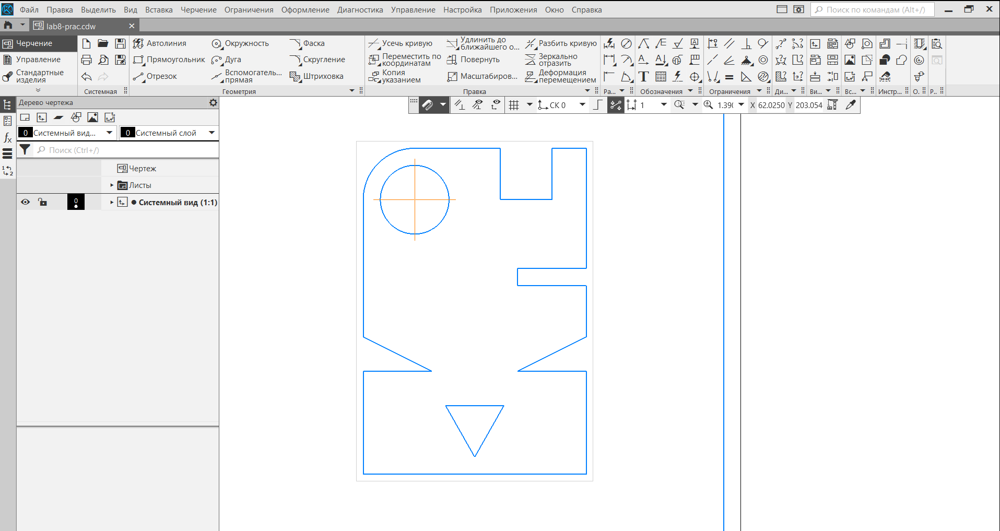 Файл Правка Выделить Вид Вставка Черчение Ограничения Оформление Диагностика Управление Настройка Приложения Окно Справка Поиск по командам (Alt+/)
lab8-prac.cdw
Черчение
Управление
Стандартные
изделия
Системная
Автолиния Окружность Фаска
Прямоугольник Дуга Скругление
Отрезок Вспомогатель...
прямая Штриховка
Геометрия
Усечь кривую Удлинить до
ближайшего о... Разбить кривую
Переместить по
координатам Повернуть Зеркально
отразить
Копия
указанием Масштабиров... Деформация
перемещением
Правка
Ра... Обозначения Ограничения Ди... Ви... Вс... Инстр... О. Р..
Дерево чертежа
СК 0 1 1.39 X 62.0250 Y 203.054
0 Системный вид... 0 Системный слой
Поиск (Ctrl+/)
Чертеж
Листы
0 Системный вид (1:1)